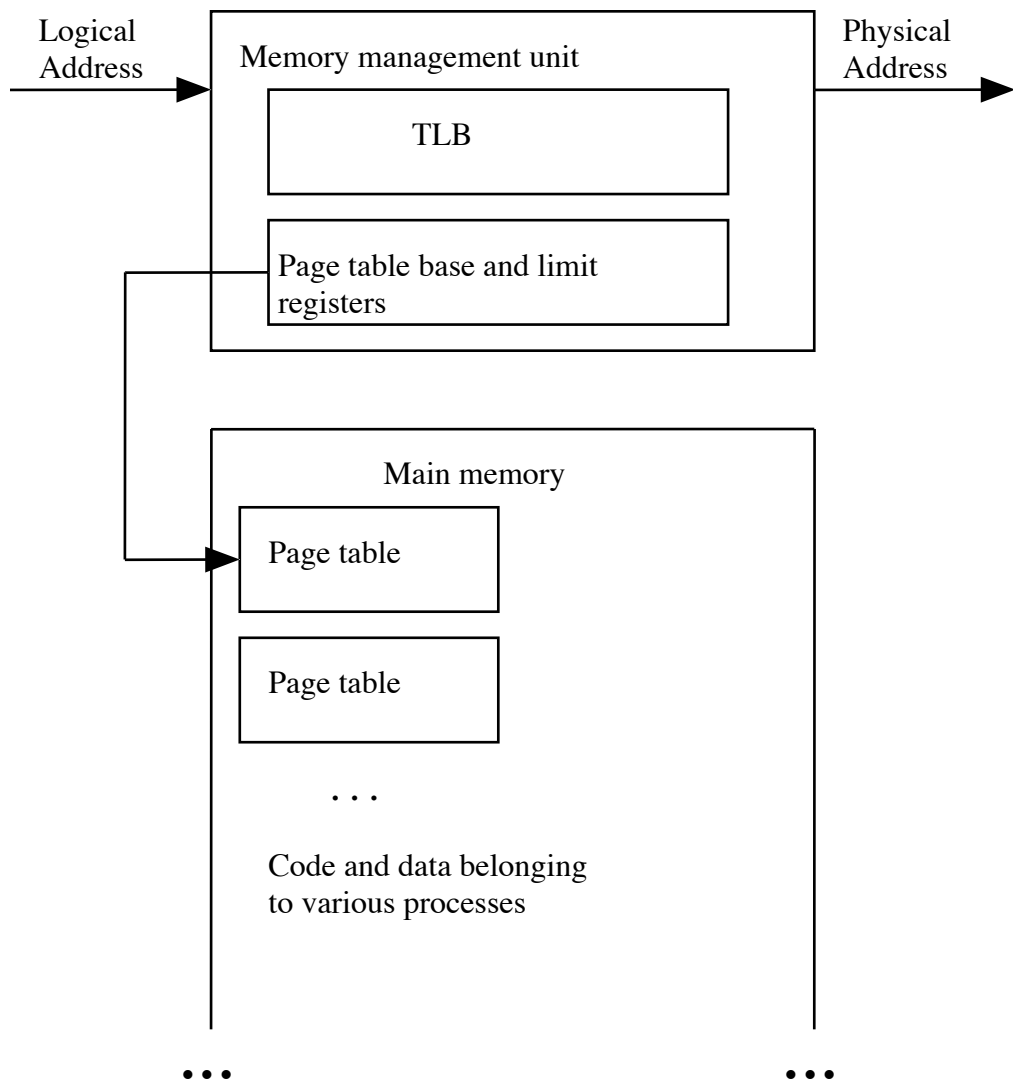 Logical
Address
Memory management unit
Physical
Address
TLB
Page table base and limit
registers
Main memory
Page table
Page table
. . .
Code and data belonging
to various processes
... ...